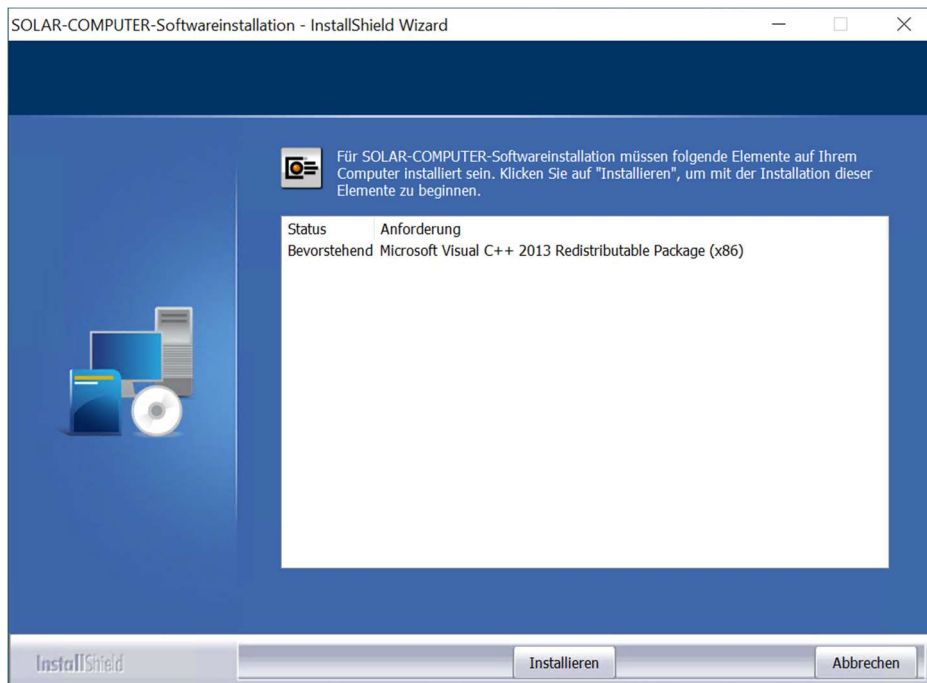 SOLAR-COMPUTER-Softwareinstallation - InstallShield Wizard
Für SOLAR-COMPUTER-Softwareinstallation müssen folgende Elemente auf Ihrem
Computer installiert sein. Klicken Sie auf "Installieren", um mit der Installation dieser
Elemente zu beginnen.
Status Anforderung
Bevorstehend Microsoft Visual C++ 2013 Redistributable Package (x86)
InstallShield
Installieren
Abbrechen